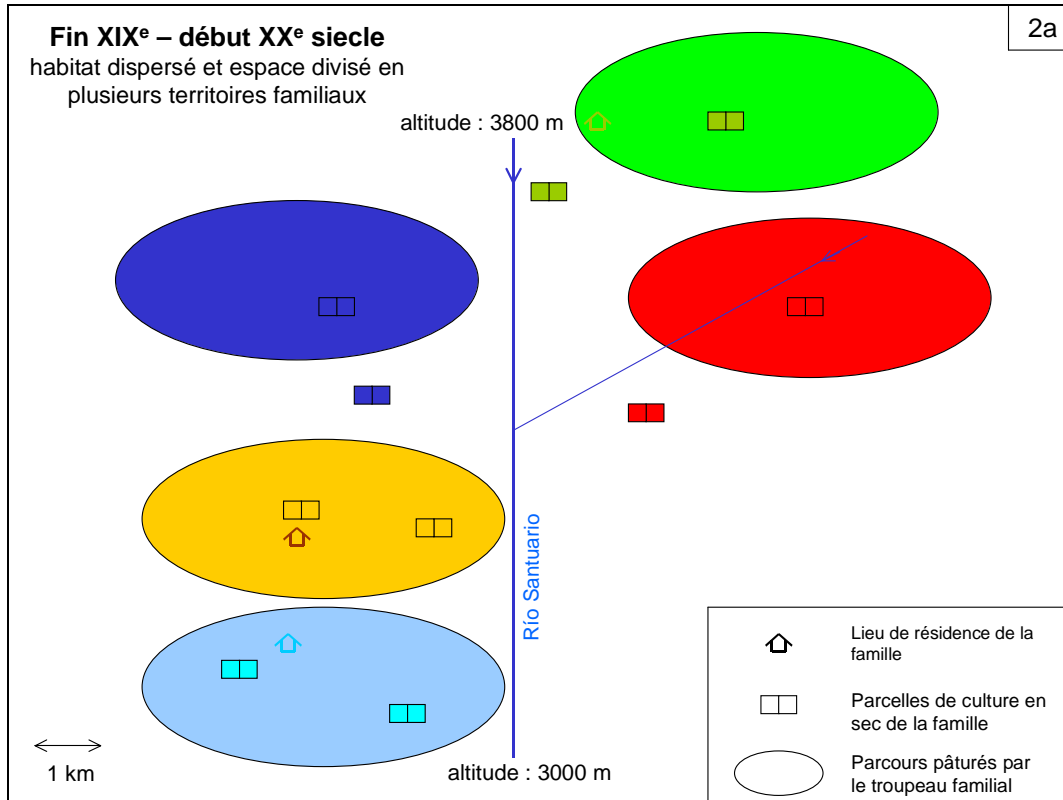 Fin XIXᵉ – début XXᵉ siecle
habitat dispersé et espace divisé en
plusieurs territoires familiaux
2a
altitude : 3800 m
Río Santuario
altitude : 3000 m
1 km
Lieu de résidence de la
famille
Parcelles de culture en
sec de la famille
Parcours pâturés par
le troupeau familial